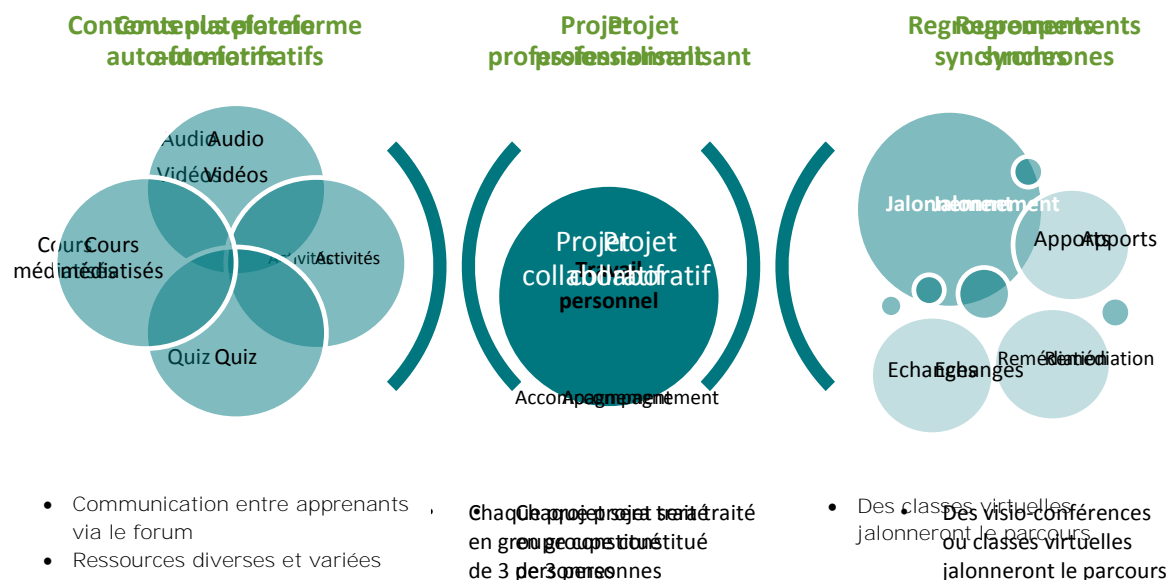 Contenus plateforme
auto-formatifs
Projet
professionnalisant
Regroupements
synchrones
Audio
Vidéos
Cours
médiatisés
Activités
Quiz
Projet
collaboratif
Travail
personnel
Accompagnement
Jalonnement
Apports
Echanges
Remédiation
• Communication entre apprenants
via le forum
• Ressources diverses et variées
• Chaque projet sera traité
en groupe constitué
de 3 personnes
• Des classes virtuelles
jalonneront le parcours
• Des visio-conférences
ou classes virtuelles
jalonneront le parcours